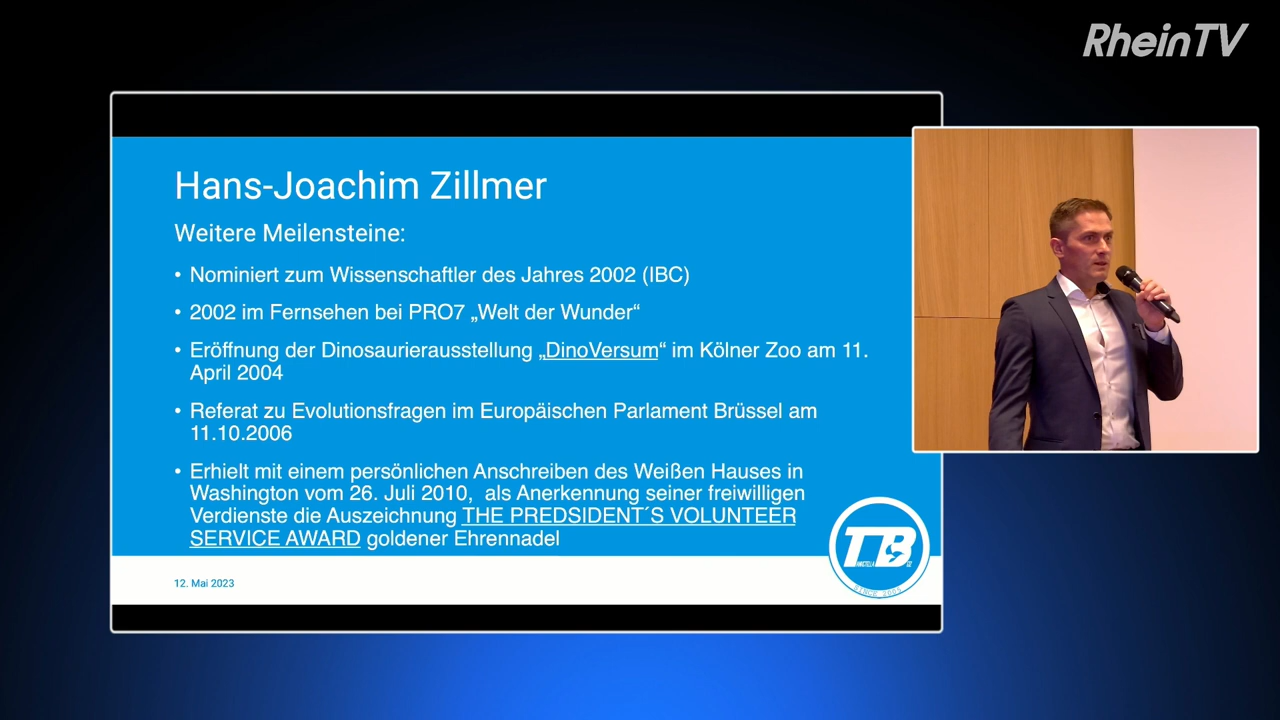 RheinTV
Hans-Joachim Zillmer
Weitere Meilensteine:
• Nominiert zum Wissenschaftler des Jahres 2002 (IBC)
• 2002 im Fernsehen bei PRO7 „Welt der Wunder“
• Eröffnung der Dinosaurierausstellung „DinoVersum“ im Kölner Zoo am 11.
April 2004
• Referat zu Evolutionsfragen im Europäischen Parlament Brüssel am
11.10.2006
• Erhielt mit einem persönlichen Anschreiben des Weißen Hauses in
Washington vom 26. Juli 2010, als Anerkennung seiner freiwilligen
Verdienste die Auszeichnung THE PREDSIDENT´S VOLUNTEER
SERVICE AWARD goldener Ehrennadel
12. Mai 2023
TB